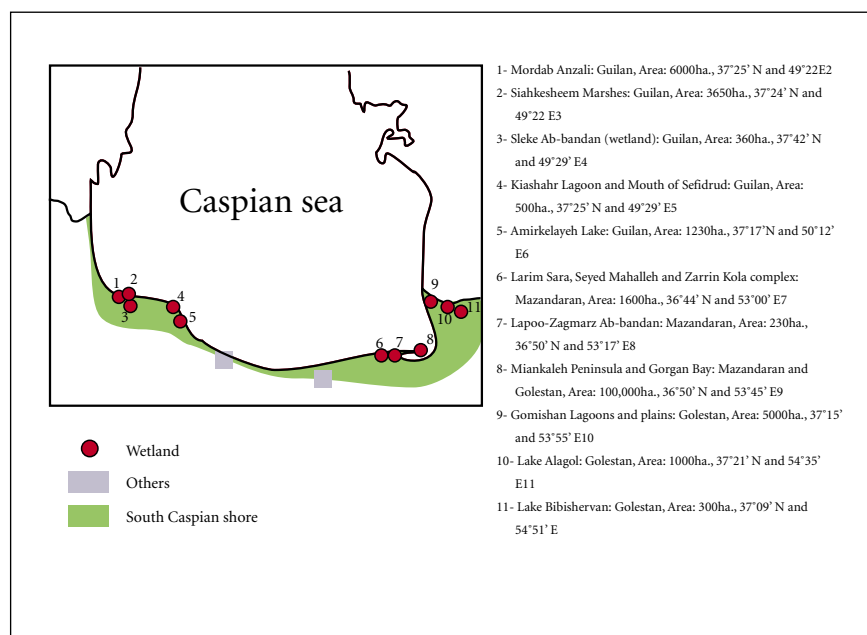 Caspian sea
1
2
3
4
5
6
7
8
9
10
11
Wetland
Others
South Caspian shore
1- Mordab Anzali: Guilan, Area: 6000ha., 37°25’ N and 49°22E2
2- Siahkesheem Marshes: Guilan, Area: 3650ha., 37°24’ N and
49°22 E3
3- Sleke Ab-bandan (wetland): Guilan, Area: 360ha., 37°42’ N
and 49°29’ E4
4- Kiashahr Lagoon and Mouth of Sefidrud: Guilan, Area:
500ha., 37°25’ N and 49°29’ E5
5- Amirkelayeh Lake: Guilan, Area: 1230ha., 37°17’N and 50°12’
E6
6- Larim Sara, Seyed Mahalleh and Zarrin Kola complex:
Mazandaran, Area: 1600ha., 36°44’ N and 53°00’ E7
7- Lapoo-Zagmarz Ab-bandan: Mazandaran, Area: 230ha.,
36°50’ N and 53°17’ E8
8- Miankaleh Peninsula and Gorgan Bay: Mazandaran and
Golestan, Area: 100,000ha., 36°50’ N and 53°45’ E9
9- Gomishan Lagoons and plains: Golestan, Area: 5000ha., 37°15’
and 53°55’ E10
10- Lake Alagol: Golestan, Area: 1000ha., 37°21’ N and 54°35’
E11
11- Lake Bibishervan: Golestan, Area: 300ha., 37°09’ N and
54°51’ E